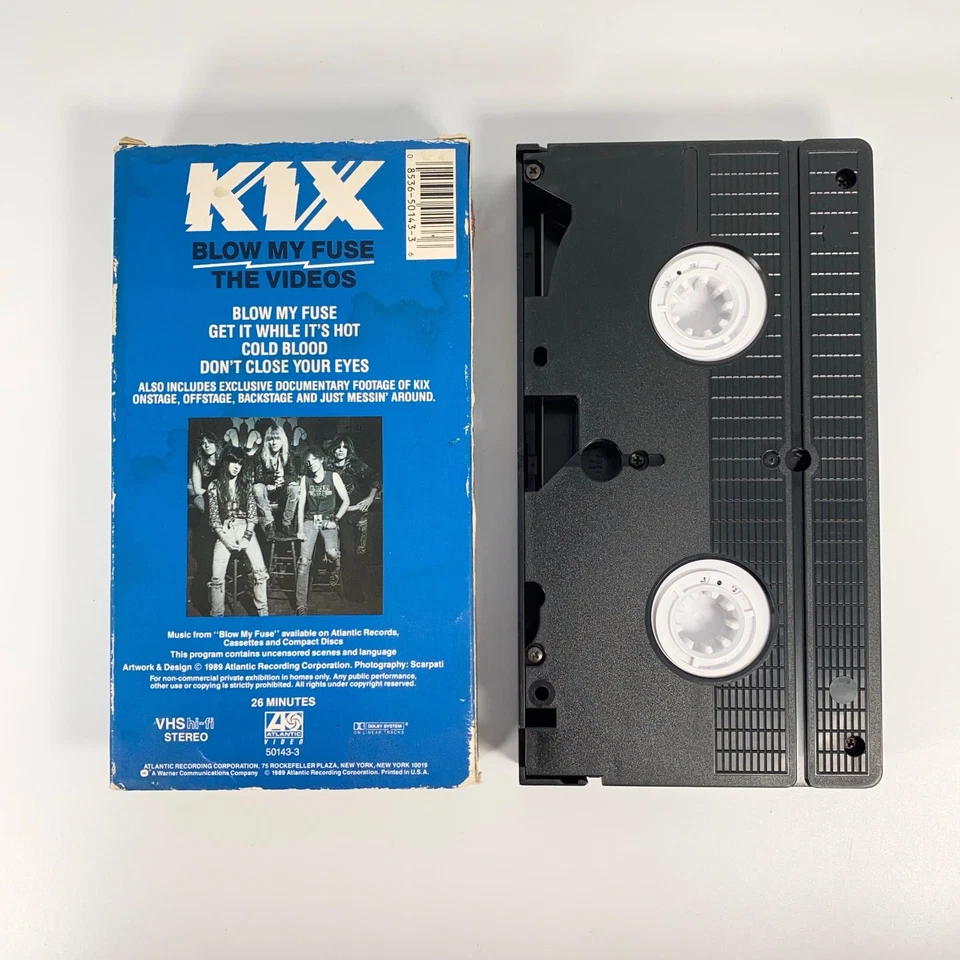 KIX
0 8536-50143-3 6
BLOW MY FUSE
THE VIDEOS
BLOW MY FUSE
GET IT WHILE IT'S HOT
COLD BLOOD
DON'T CLOSE YOUR EYES
ALSO INCLUDES EXCLUSIVE DOCUMENTARY FOOTAGE OF KIX
ONSTAGE, OFFSTAGE, BACKSTAGE AND JUST MESSIN' AROUND.
Music from "Blow My Fuse" available on Atlantic Records,
Cassettes and Compact Discs
This program contains uncensored scenes and language
Artwork & Design © 1989 Atlantic Recording Corporation. Photography: Scarpati
For non-commercial private exhibition in homes only. Any public performance,
other use or copying is strictly prohibited. All rights under copyright reserved.
26 MINUTES
VHS hi-fi
STEREO
ATLANTIC
VIDEO
50143-3
DOLBY SYSTEM
ON LINEAR TRACKS
ATLANTIC RECORDING CORPORATION, 75 ROCKEFELLER PLAZA, NEW YORK, NEW YORK 10019
A Warner Communications Company © 1989 Atlantic Recording Corporation. Printed in U.S.A.